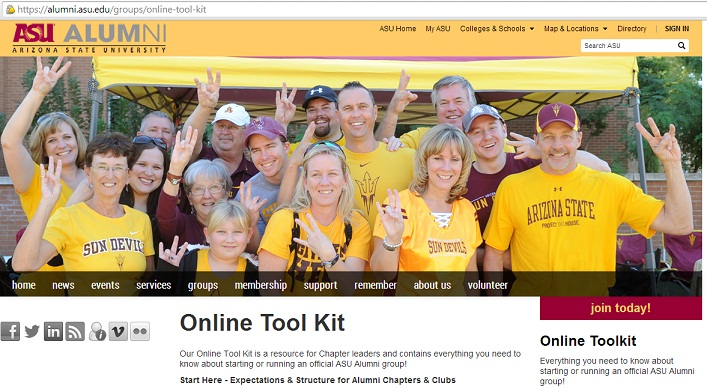 https://alumni.asu.edu/groups/online-tool-kit
ASU ALUMNI
ARIZONA STATE UNIVERSITY
ASU Home My ASU Colleges & Schools Map & Locations Directory SIGN IN
Search ASU
SUN DEVILS
SUN DEVILS
ARIZONA STATE
home news events services groups membership support remember about us volunteer
join today!
Online Tool Kit
Our Online Tool Kit is a resource for Chapter leaders and contains everything you need to
know about starting or running an official ASU Alumni group!
Start Here - Expectations & Structure for Alumni Chapters & Clubs
Online Toolkit
Everything you need to know
about starting or running an
official ASU Alumni
group!